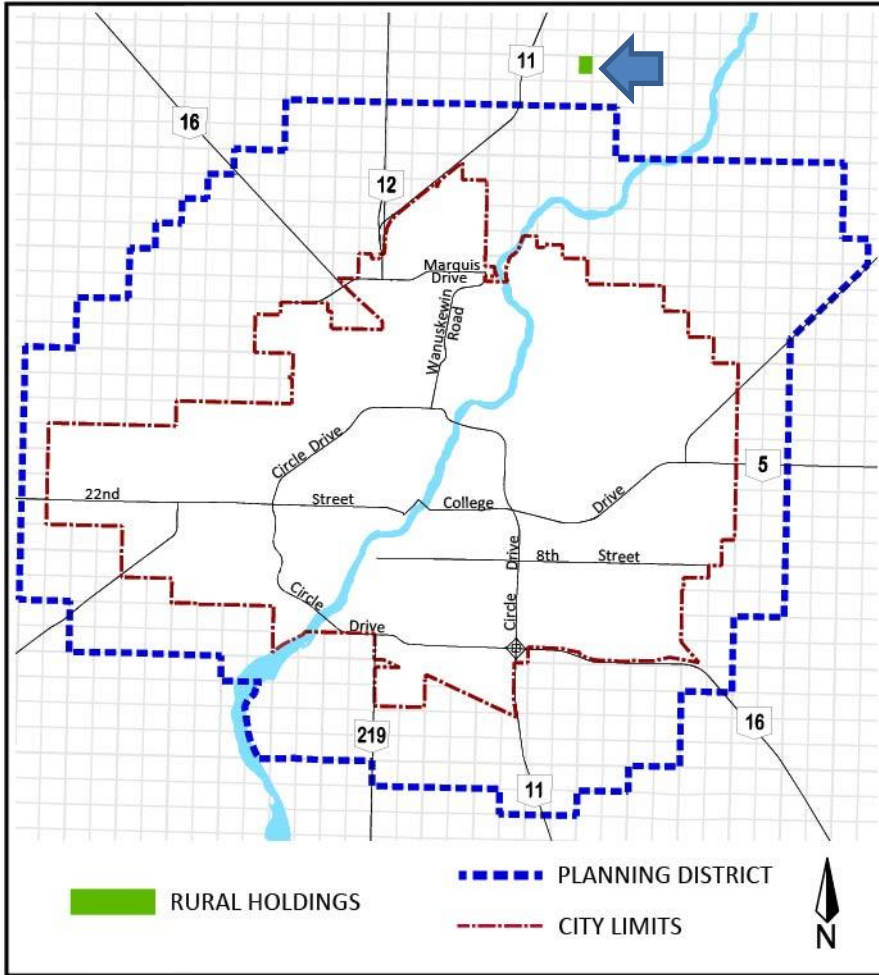 11
16
12
Marquis
Drive
Wanuskewin
Road
Circle Drive
5
22nd
Street
College
Drive
Drive
8th
Street
Circle
Circle
Drive
219
16
11
RURAL HOLDINGS
PLANNING DISTRICT
CITY LIMITS
N